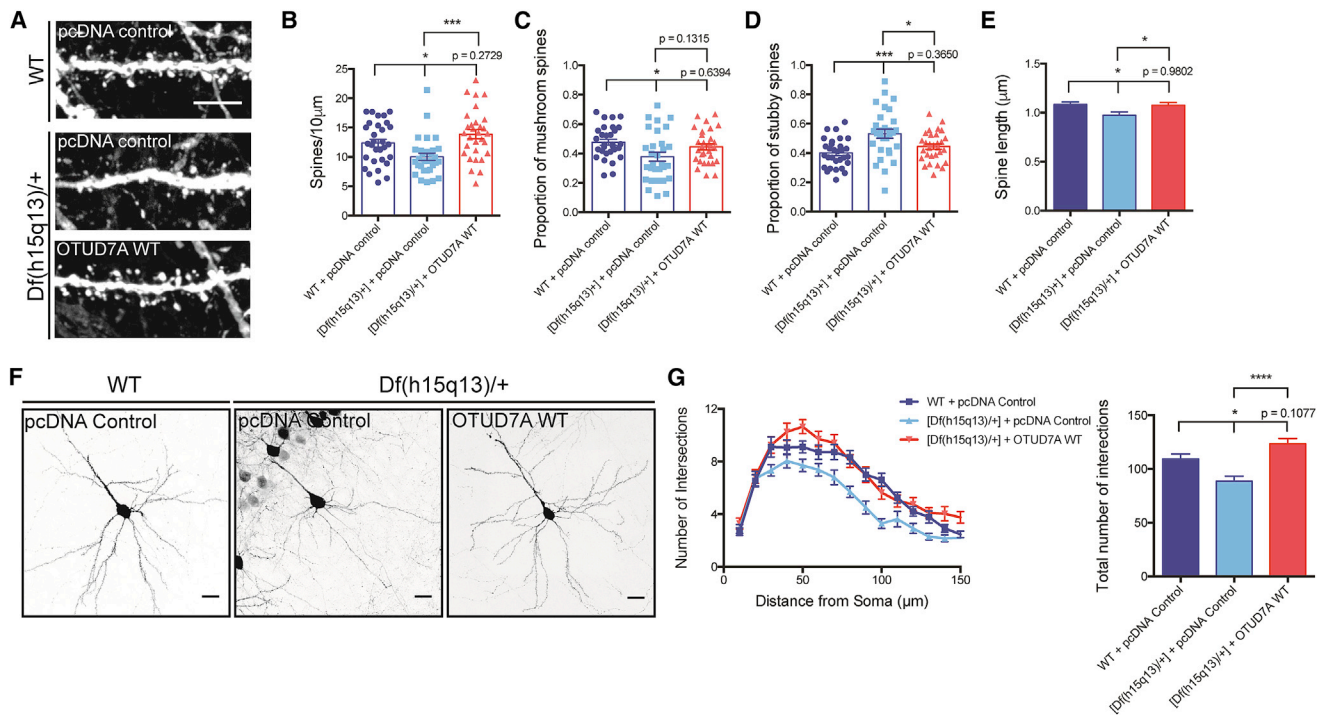 A
WT
pcDNA control
Df(h15q13)/+
pcDNA control
OTUD7A WT
B
***
*
p = 0.2729
Spines/10µm
25
20
15
10
5
0
WT + pcDNA control
[Df(h15q13)+] + pcDNA control
[Df(h15q13)/+] + OTUD7A WT
C
p = 0.1315
*
p = 0.6394
Proportion of mushroom spines
1.0
0.8
0.6
0.4
0.2
0.0
WT + pcDNA control
[Df(h15q13)+] + pcDNA control
[Df(h15q13)/+] + OTUD7A WT
D
*
***
p = 0.3650
Proportion of stubby spines
1.0
0.8
0.6
0.4
0.2
0.0
WT + pcDNA control
[Df(h15q13)/+] + pcDNA control
[Df(h15q13)/+] + OTUD7A WT
E
*
*
p = 0.9802
Spine length (µm)
1.5
1.0
0.5
0.0
WT + pcDNA control
[Df(h15q13)/+] + pcDNA control
[Df(h15q13)/+] + OTUD7A WT
F
WT
Df(h15q13)/+
pcDNA Control
pcDNA Control
OTUD7A WT
G
Number of Intersections
12
8
4
0
0
50
100
150
Distance from Soma (µm)
WT + pcDNA Control
[Df(h15q13)/+] + pcDNA Control
[Df(h15q13)/+] + OTUD7A WT
****
*
p = 0.1077
Total number of interections
150
100
50
0
WT + pcDNA Control
[Df(h15q13)/+] + pcDNA Control
[Df(h15q13)/+] + OTUD7A WT